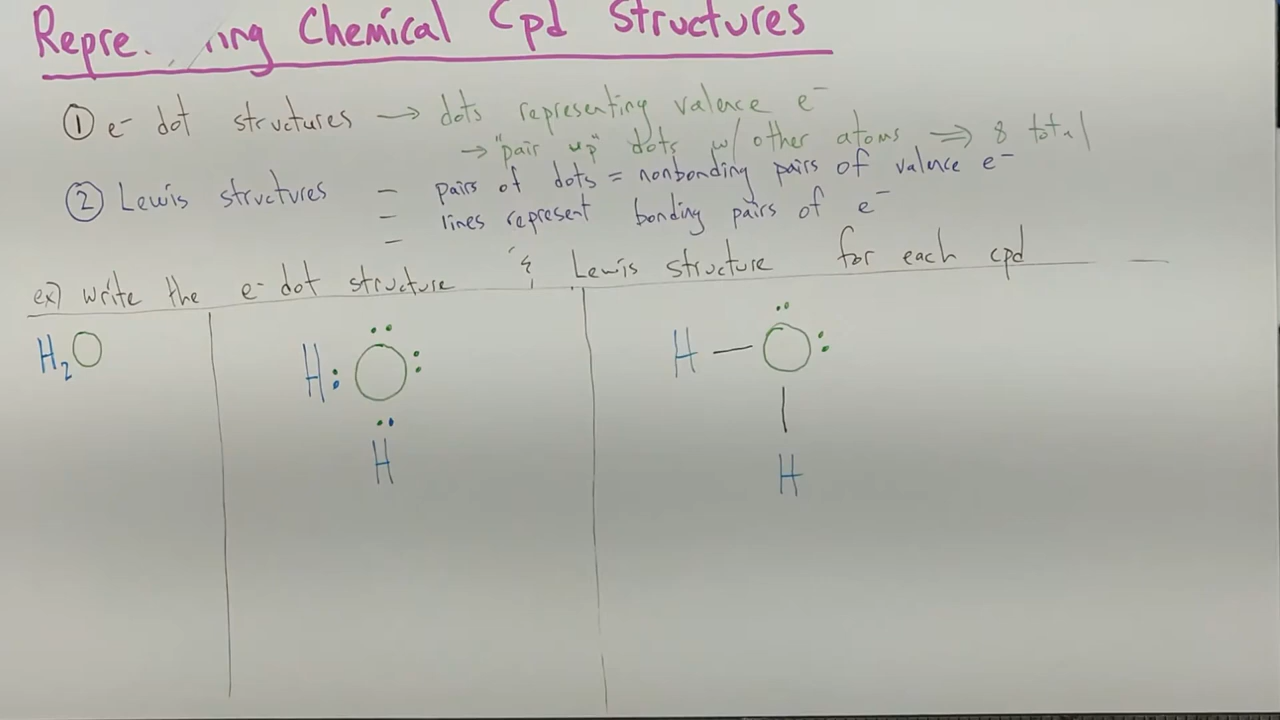 Repre. ing Chemical Cpd Structures
① e⁻ dot structures → dots representing valence e⁻
→ "pair up" dots w/ other atoms ⇒ 8 total
② Lewis structures - pairs of dots = nonbonding pairs of valence e⁻
- lines represent bonding pairs of e⁻
-
ex) write the e⁻ dot structure & Lewis structure for each cpd
H₂O
H:O:
H
H—O:
H